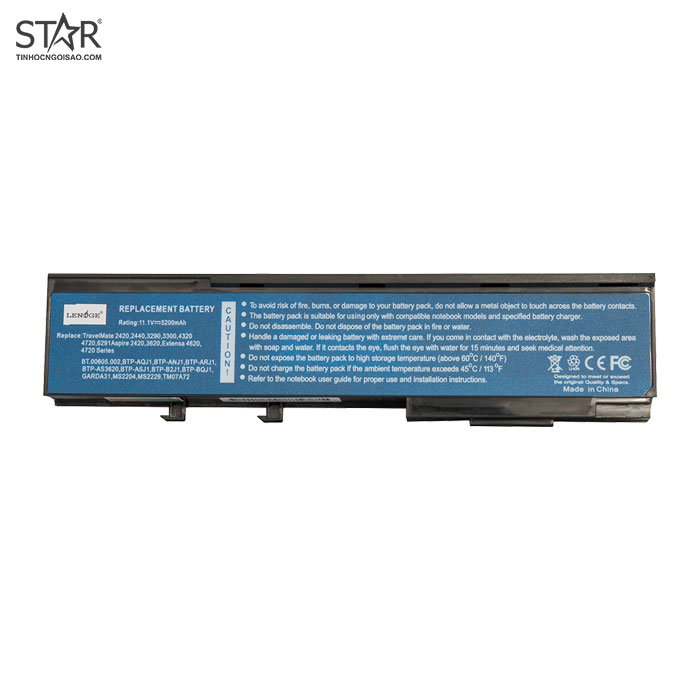 STAR®
TINHOCNGOISAO.COM
LENOGE
REPLACEMENT BATTERY
Rating:11.1V⎓5200mAh
Replace:TravelMate 2420,2440,3290,3300,4320
4720,6291Aspire 2420,3620,Extensa 4620,
4720 Series
BT.00605.002,BTP-AQJ1,BTP-ANJ1,BTP-ARJ1,
BTP-AS3620,BTP-ASJ1,BTP-B2J1,BTP-BQJ1,
GARDA31,MS2204,MS2229,TM07A72
CAUTION!
To avoid risk of fire, burns, or damage to your battery pack, do not allow a metal object to touch across the battery contacts.
The battery pack is suitable for using only with compatible notebook models and specified battery charger.
Do not disassemble. Do not dispose of the battery pack in fire or water.
Handle a damaged or leaking battery with extreme care. If you come in contact with the electrolyte, wash the exposed area
with soap and water. If it contacts the eye, flush the eye with water for 15 minutes and seek medical attention.
Do not expose the battery pack to high storage temperature (above 60°C / 140°F)
Do not charge the battery pack if the ambient temperature exceeds 45°C / 113 °F
Refer to the notebook user guide for proper use and installation instructions.
CE
FC
Li-ion
the original
Quality & Specs.
Made in China